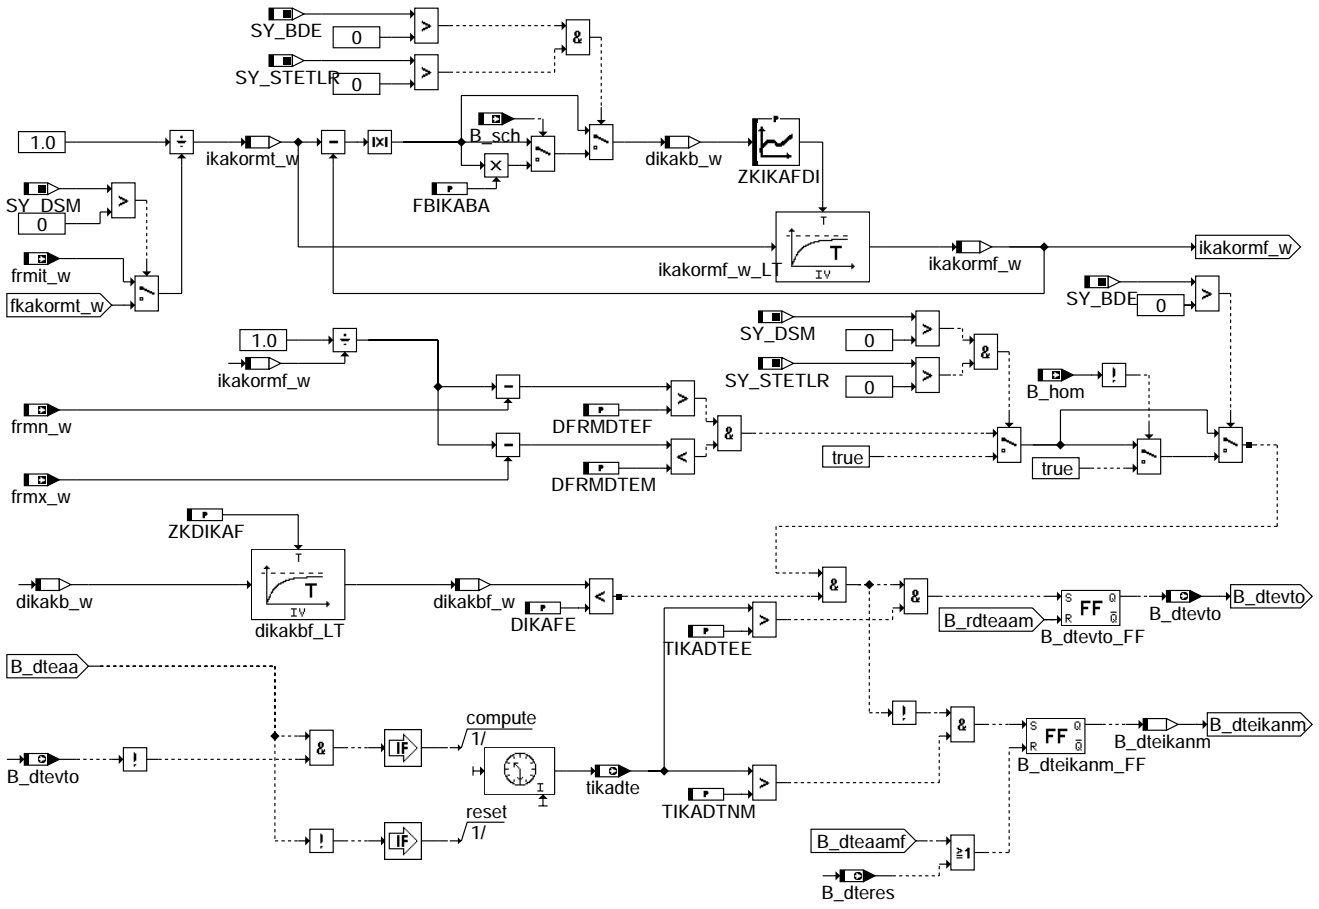 SY_BDE
>
0
&
SY_STETLR
>
0
1.0
÷
ikakormt_w
-
|x|
B_sch
×
P
FBIKABA
dikakb_w
P
ZKIKAFDI
SY_DSM
>
0
frmit_w
fkakormt_w
T
T
IV
ikakormf_w_LT
ikakormf_w
ikakormf_w
SY_BDE
>
0
1.0
÷
ikakormf_w
SY_DSM
>
0
&
SY_STETLR
>
0
B_hom
!
frmn_w
-
P
DFRMDTEF
>
&
frmx_w
-
P
DFRMDTEM
<
true
true
P
ZKDIKAF
T
T
IV
dikakb_w
dikakbf_LT
dikakbf_w
P
DIKAFE
<
&
&
P
TIKADTEE
>
B_rdteaam
S Q
FF
R Q
B_dtevto_FF
B_dtevto
B_dtevto
B_dteaa
B_dtevto
!
&
IF
compute
1/
I
tikadte
P
TIKADTNM
>
!
&
S Q
FF
R Q
B_dteikanm_FF
B_dteikanm
B_dteikanm
!
IF
reset
1/
B_dteaamf
≥1
B_dteres